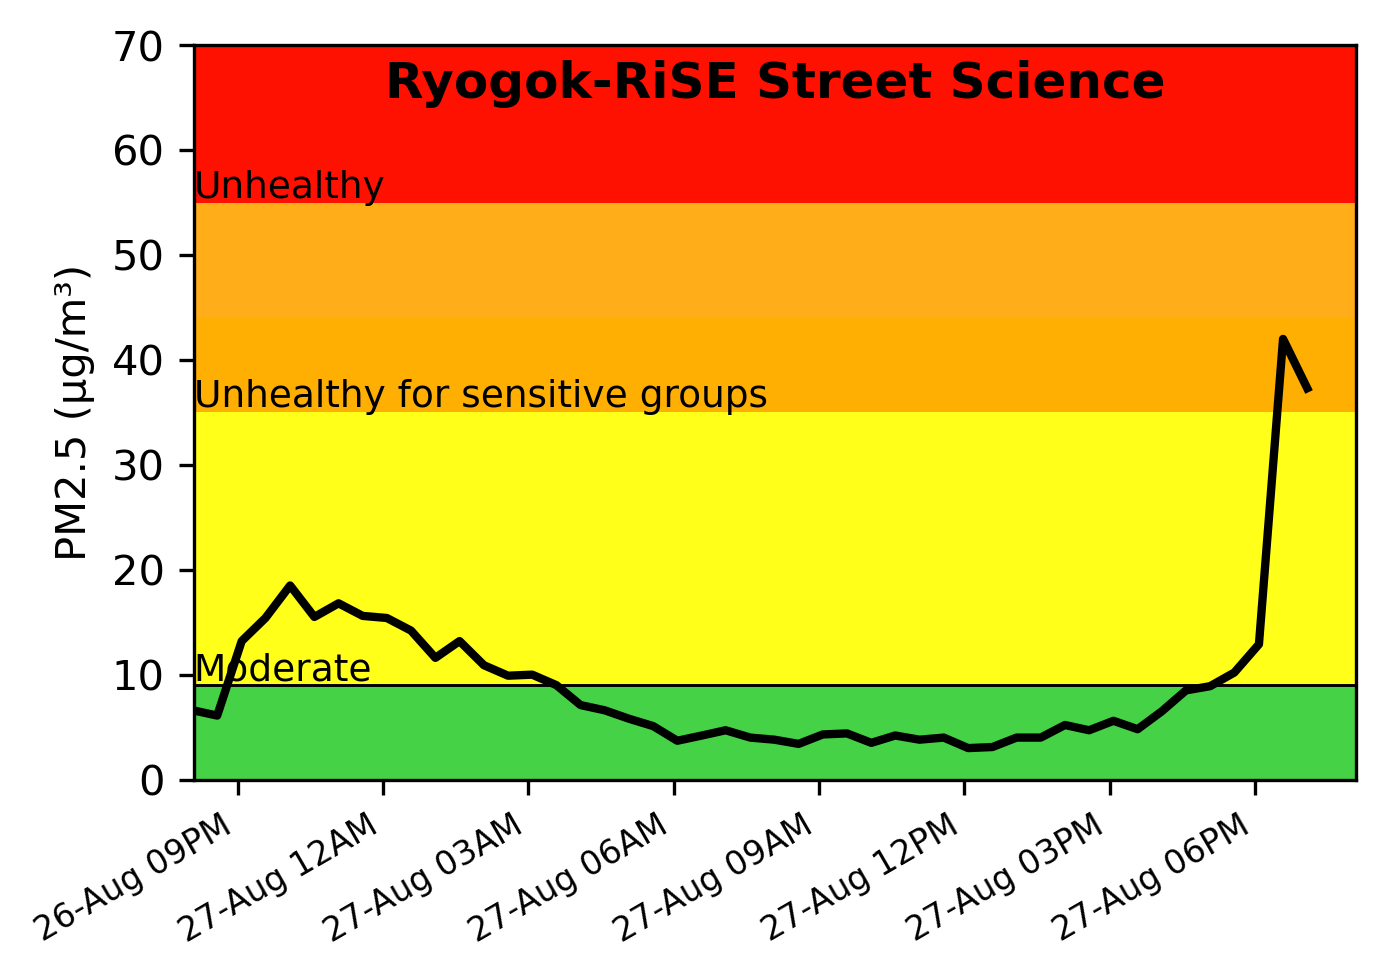 Ryogok-RiSE Street Science
70
60
50
40
30
20
10
0
PM2.5 (µg/m³)
Unhealthy
Unhealthy for sensitive groups
Moderate
26-Aug 09PM
27-Aug 12AM
27-Aug 03AM
27-Aug 06AM
27-Aug 09AM
27-Aug 12PM
27-Aug 03PM
27-Aug 06PM